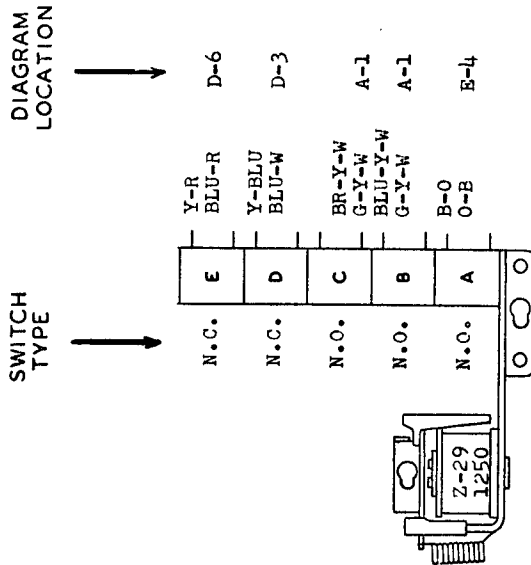 SWITCH TYPE
DIAGRAM LOCATION
Y-R
N.C. E BLU-R D-6
Y-BLU
N.C. D BLU-W D-3
BR-Y-W
N.O. C G-Y-W A-1
BLU-Y-W
N.O. B G-Y-W A-1
B-O
N.O. A O-B E-4
Z-29
1250